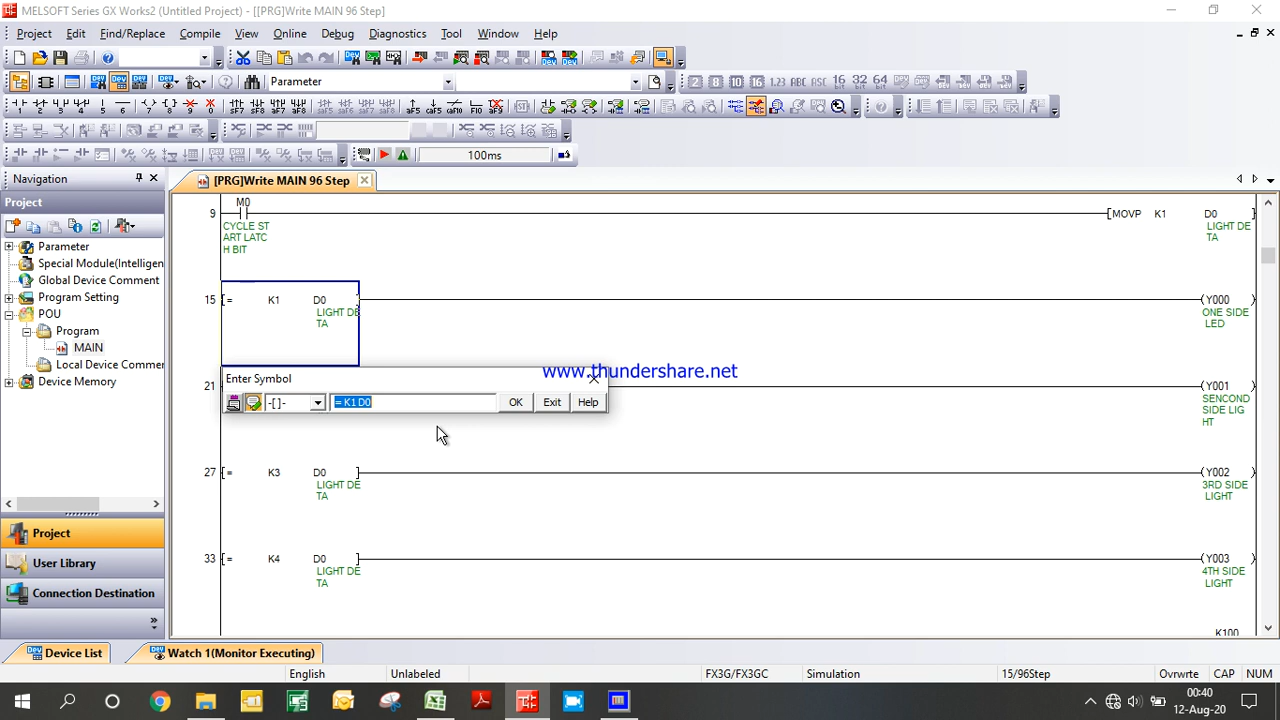 MELSOFT Series GX Works2 (Untitled Project) - [[PRG]Write MAIN 96 Step]
Project Edit Find/Replace Compile View Online Debug Diagnostics Tool Window Help
Parameter
100ms
Navigation
[PRG]Write MAIN 96 Step
Project
Parameter
Special Module(Intelligen
Global Device Comment
Program Setting
POU
Program
MAIN
Local Device Commer
Device Memory
Project
User Library
Connection Destination
M0
9 [MOVP K1 D0 ]
CYCLE ST
ART LATC
H BIT
LIGHT DE
TA
15 [= K1 D0 ] (Y000 )
LIGHT DE
TA
ONE SIDE
LED
Enter Symbol
www.thundershare.net
-[ ]- = K1 D0 OK Exit Help
21 (Y001 )
SENCOND
SIDE LIG
HT
27 [= K3 D0 ] (Y002 )
LIGHT DE
TA
3RD SIDE
LIGHT
33 [= K4 D0 ] (Y003 )
LIGHT DE
TA
4TH SIDE
LIGHT
K100
Device List Watch 1(Monitor Executing)
English Unlabeled FX3G/FX3GC Simulation 15/96Step Ovrwrte CAP NUM
00:40
12-Aug-20